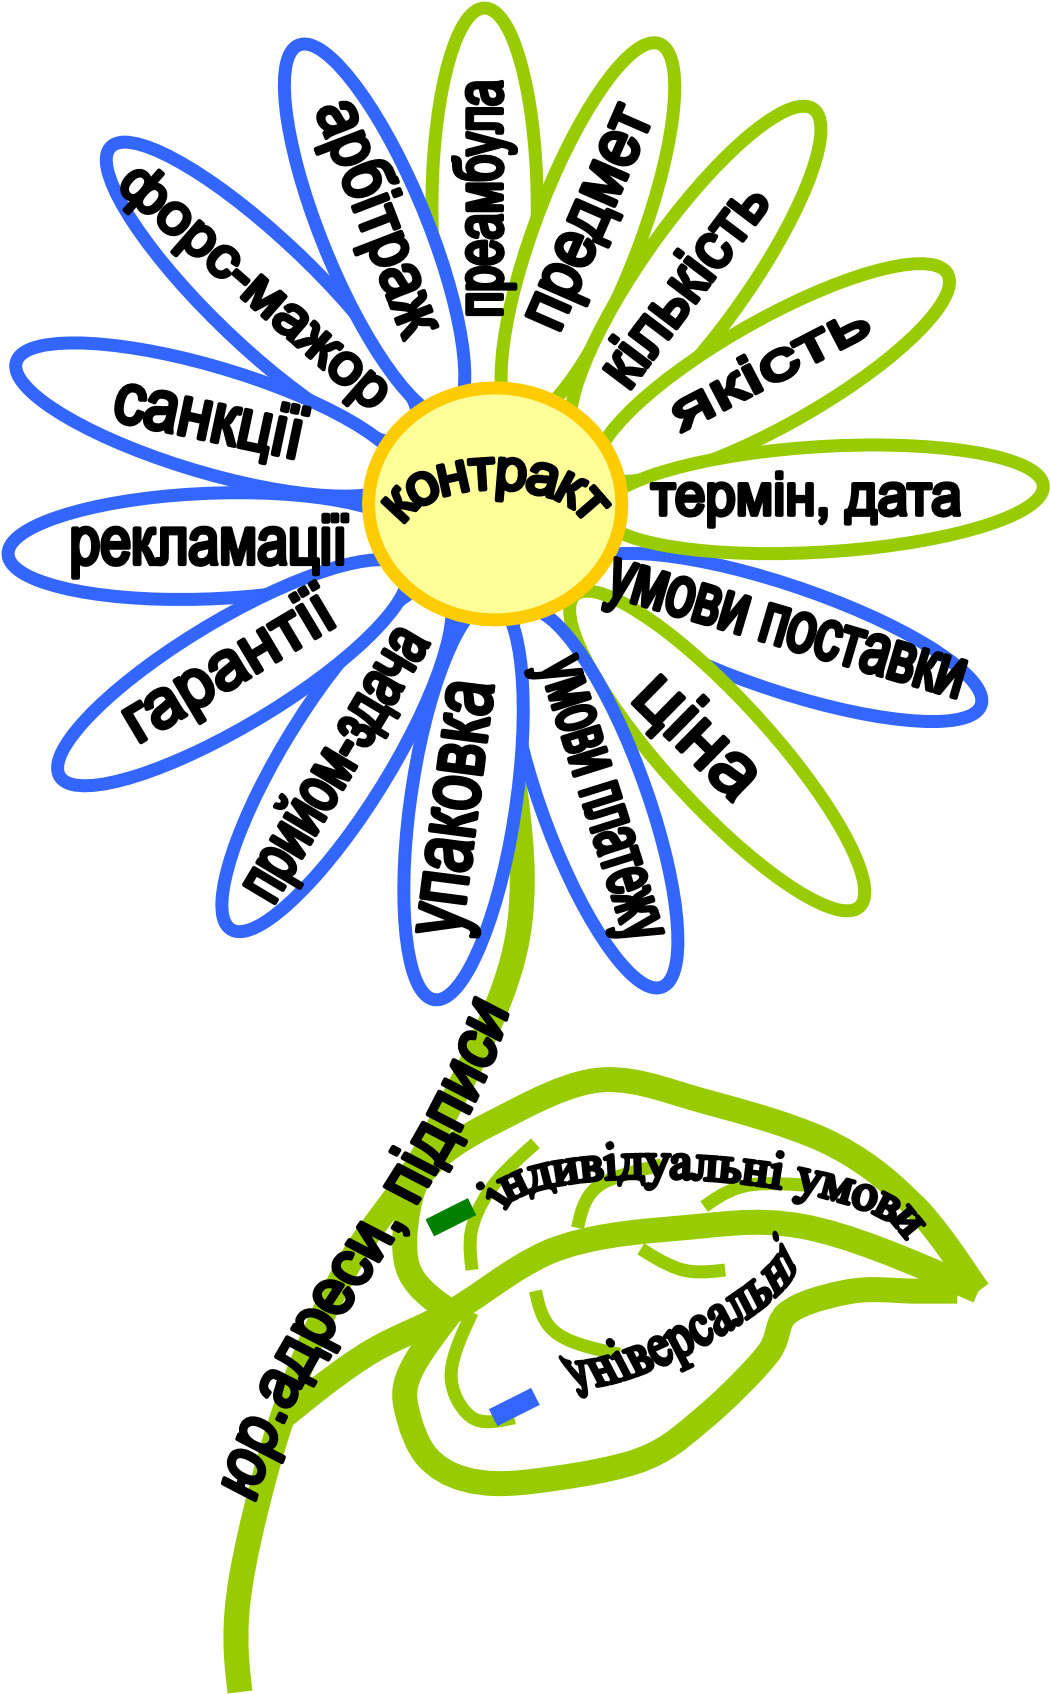 контракт
преамбула
предмет
кількість
якість
термін, дата
умови поставки
ціна
умови платежу
упаковка
прийом-здача
гарантії
рекламації
санкції
форс-мажор
арбітраж
юр.адреси, підписи
індивідуальні умови
універсальні